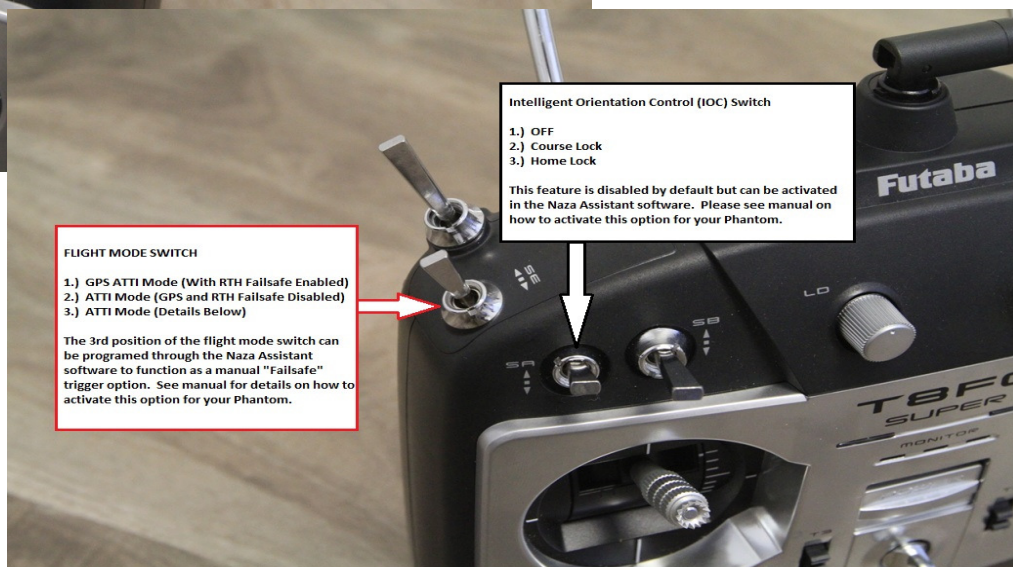 Intelligent Orientation Control (IOC) Switch
1.) OFF
2.) Course Lock
3.) Home Lock
This feature is disabled by default but can be activated
in the Naza Assistant software. Please see manual on
how to activate this option for your Phantom.
FLIGHT MODE SWITCH
1.) GPS ATTI Mode (With RTH Failsafe Enabled)
2.) ATTI Mode (GPS and RTH Failsafe Disabled)
3.) ATTI Mode (Details Below)
The 3rd position of the flight mode switch can
be programed through the Naza Assistant
software to function as a manual "Failsafe"
trigger option. See manual for details on how to
activate this option for your Phantom.
Futaba
SE
LD
SB
SA
T8FG
SUPER
MONITOR